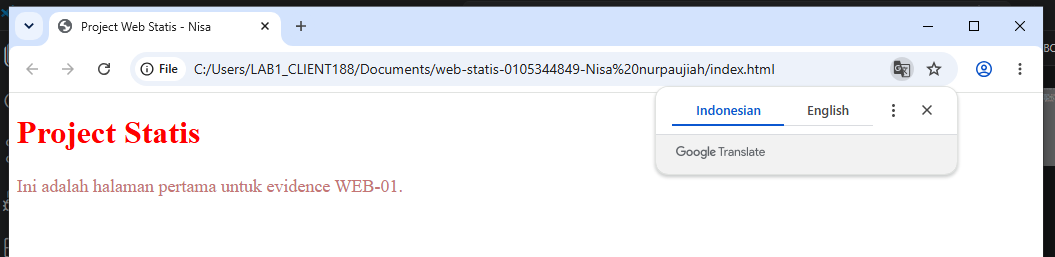 Project Web Statis - Nisa
File
C:/Users/LAB1_CLIENT188/Documents/web-statis-0105344849-Nisa%20nurpaujiah/index.html
Indonesian English
Google Translate
Project Statis
Ini adalah halaman pertama untuk evidence WEB-01.